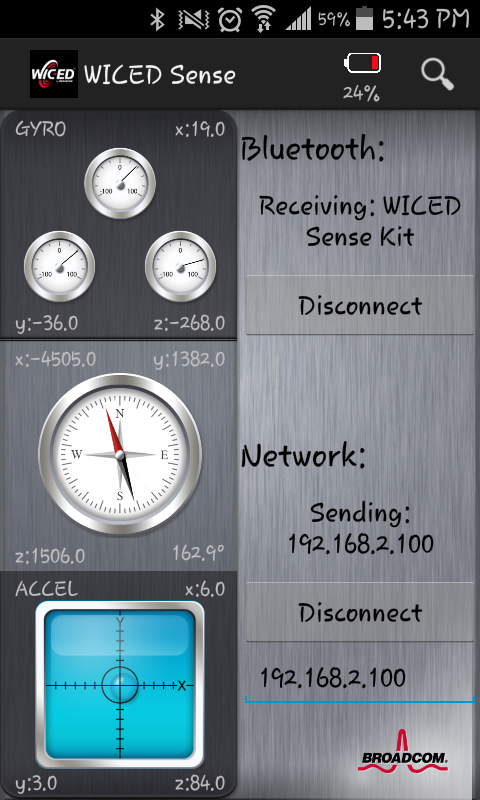 59% 5:43 PM
WICED
WICED Sense
24%
GYRO x:19.0
0
-100 100
0
-100 100
0
-100 100
y:-36.0 z:-268.0
x:-4505.0 y:1382.0
N
W E
S
z:1506.0 162.9°
ACCEL x:6.0
Y
X
y:3.0 z:84.0
Bluetooth:
Receiving: WICED
Sense Kit
Disconnect
Network:
Sending:
192.168.2.100
Disconnect
192.168.2.100
BROADCOM®